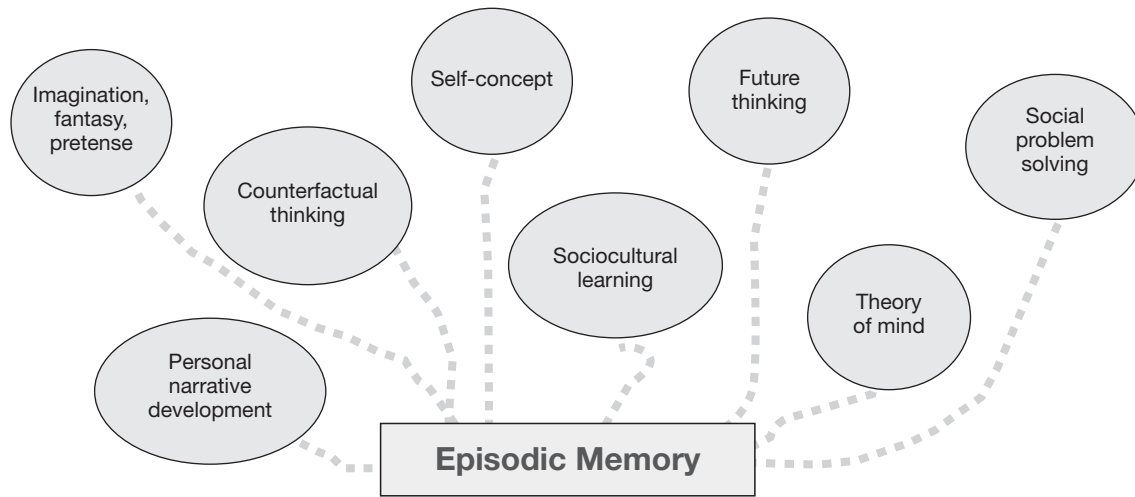 Imagination,
fantasy,
pretense
Self-concept
Future
thinking
Social
problem
solving
Counterfactual
thinking
Sociocultural
learning
Theory
of mind
Personal
narrative
development
Episodic Memory